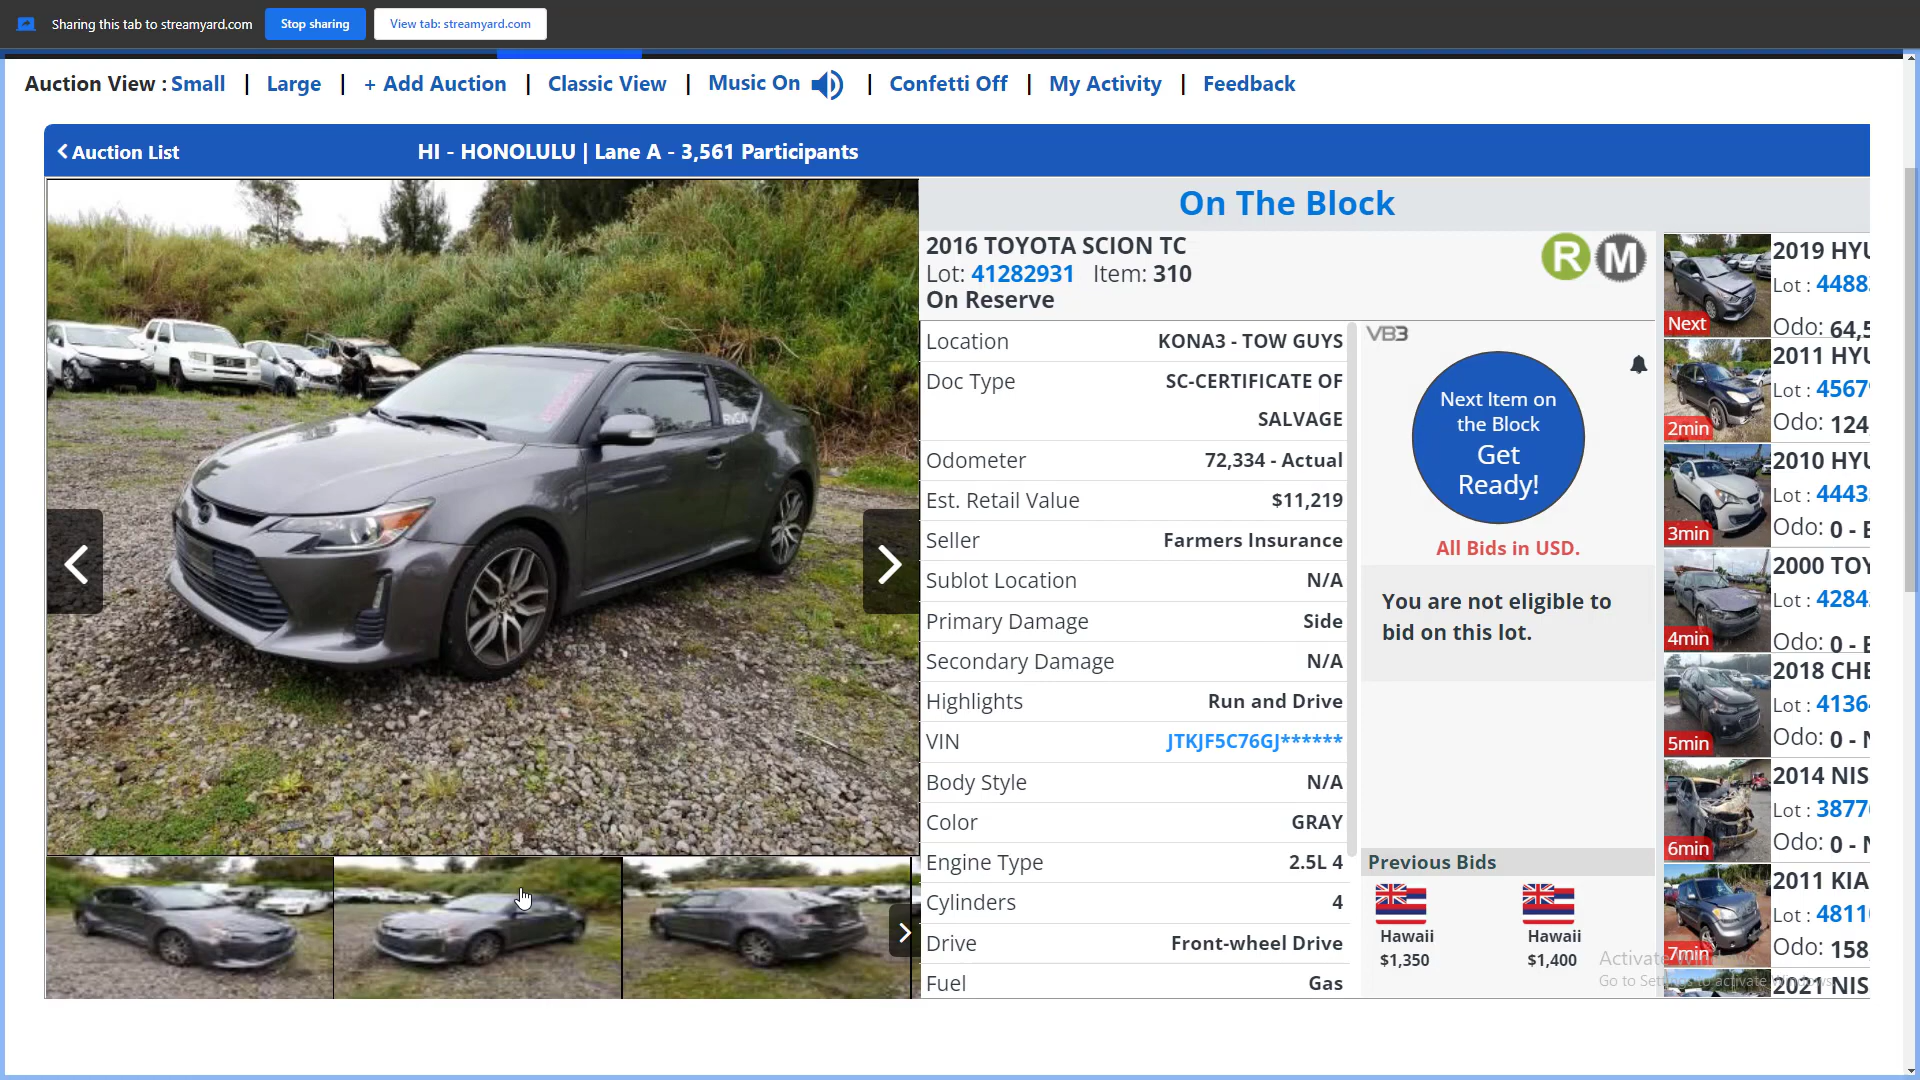 Sharing this tab to streamyard.com
Stop sharing
View tab: streamyard.com
Auction View : Small | Large | + Add Auction | Classic View | Music On | Confetti Off | My Activity | Feedback
Auction List
HI - HONOLULU | Lane A - 3,561 Participants
On The Block
2016 TOYOTA SCION TC
Lot: 41282931 Item: 310
On Reserve
R
M
Location KONA3 - TOW GUYS
Doc Type SC-CERTIFICATE OF
SALVAGE
Odometer 72,334 - Actual
Est. Retail Value $11,219
Seller Farmers Insurance
Sublot Location N/A
Primary Damage Side
Secondary Damage N/A
Highlights Run and Drive
VIN JTKJF5C76GJ******
Body Style N/A
Color GRAY
Engine Type 2.5L 4
Cylinders 4
Drive Front-wheel Drive
Fuel Gas
VB3
Next Item on
the Block
Get
Ready!
All Bids in USD.
You are not eligible to
bid on this lot.
Previous Bids
Hawaii
$1,350
Hawaii
$1,400
Next
2019 HYU
Lot : 4488
Odo: 64,5
2min
2011 HYU
Lot : 4567
Odo: 124,
3min
2010 HYU
Lot : 4443
Odo: 0 - E
4min
2000 TOY
Lot : 4284
Odo: 0 - E
5min
2018 CHE
Lot : 4136
Odo: 0 - N
6min
2014 NIS
Lot : 3877
Odo: 0 - N
7min
2011 KIA
Lot : 4811
Odo: 158
2021 NIS
Activate Windows
Go to Settings to activate Windows.